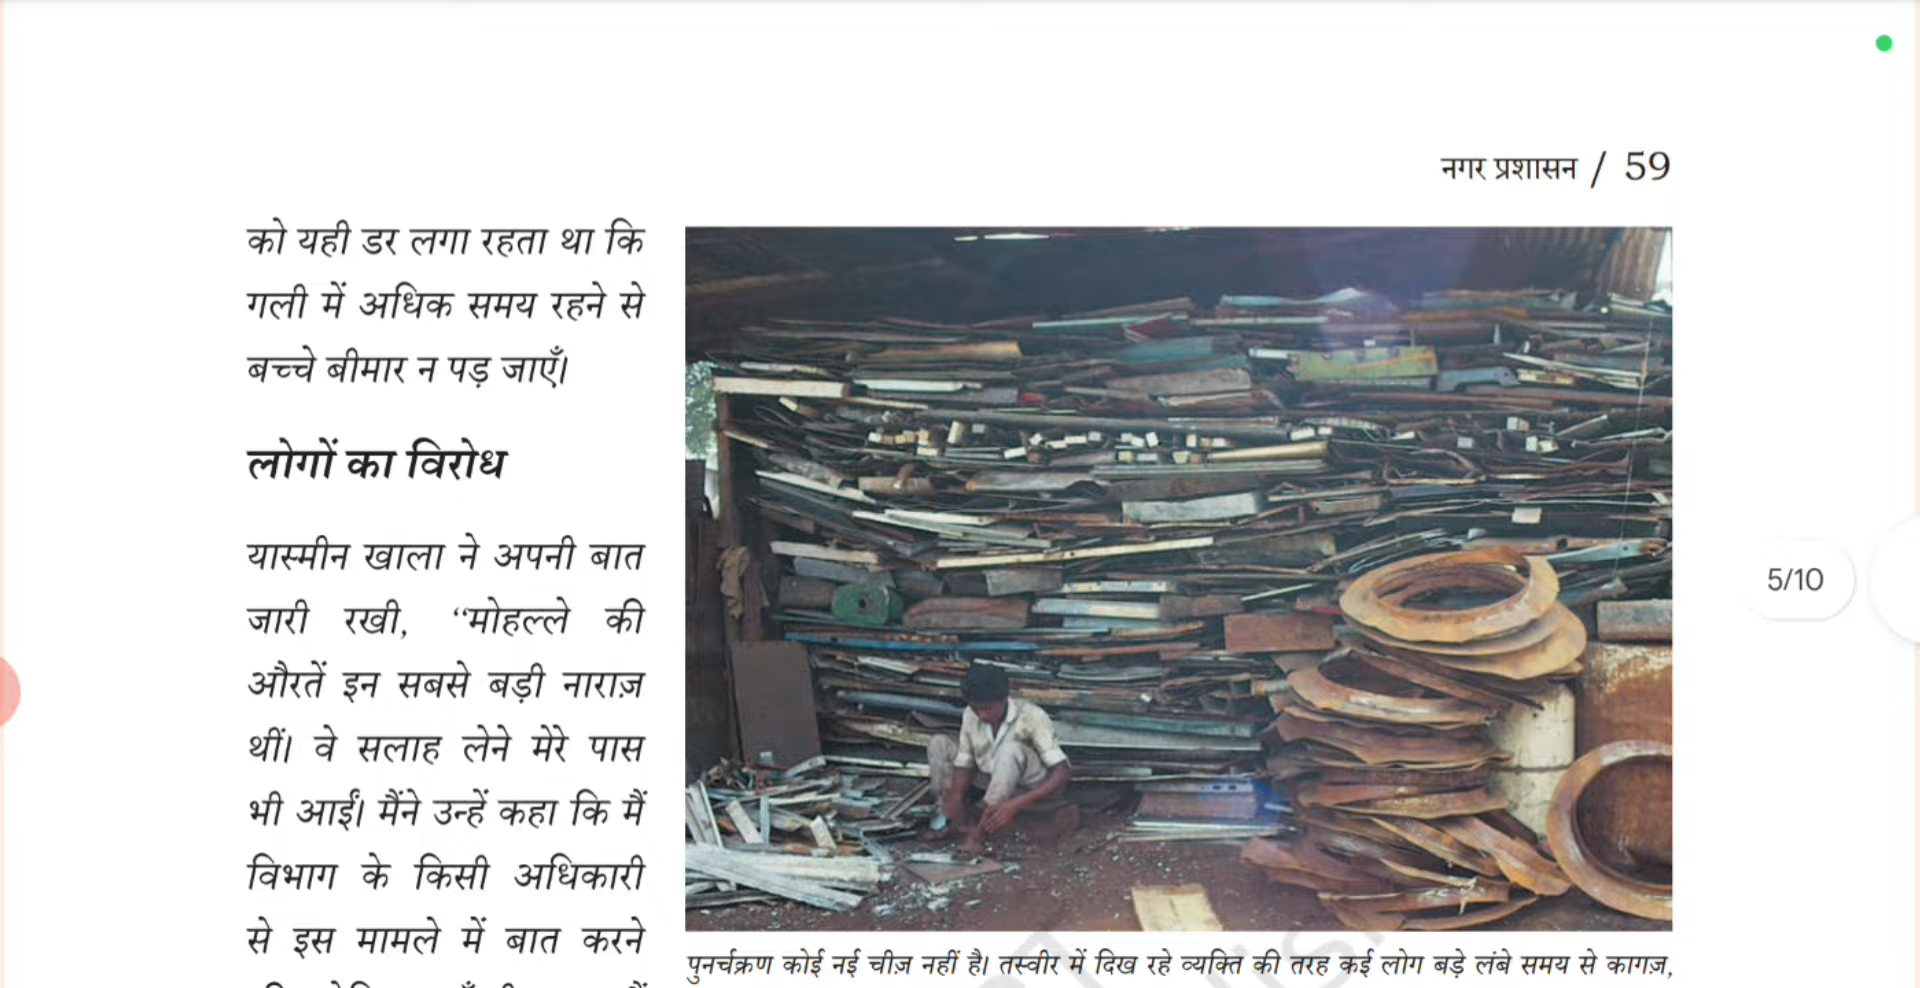 नगर प्रशासन / 59
को यही डर लगा रहता था कि
गली में अधिक समय रहने से
बच्चे बीमार न पड़ जाएँ।
लोगों का विरोध
यास्मीन खाला ने अपनी बात
जारी रखी, “मोहल्ले की
औरतें इन सबसे बड़ी नाराज़
थीं। वे सलाह लेने मेरे पास
भी आईं। मैंने उन्हें कहा कि मैं
विभाग के किसी अधिकारी
से इस मामले में बात करने
पुनर्चक्रण कोई नई चीज़ नहीं है। तस्वीर में दिख रहे व्यक्ति की तरह कई लोग बड़े लंबे समय से कागज़,
5/10